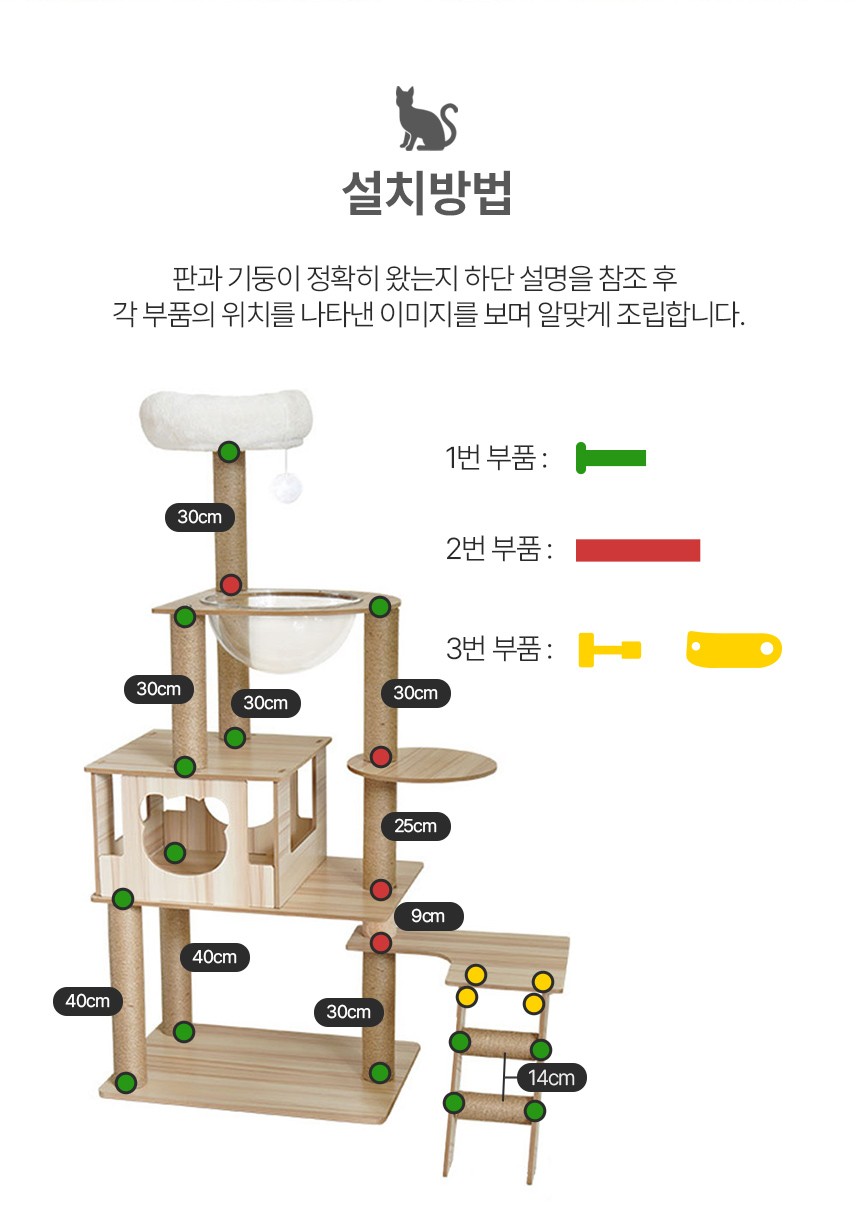 설치방법
판과 기둥이 정확히 왔는지 하단 설명을 참조 후
각 부품의 위치를 나타낸 이미지를 보며 알맞게 조립합니다.
1번 부품 :
30cm
2번 부품 :
3번 부품 :
30cm
30cm
30cm
25cm
9cm
40cm
40cm
30cm
14cm